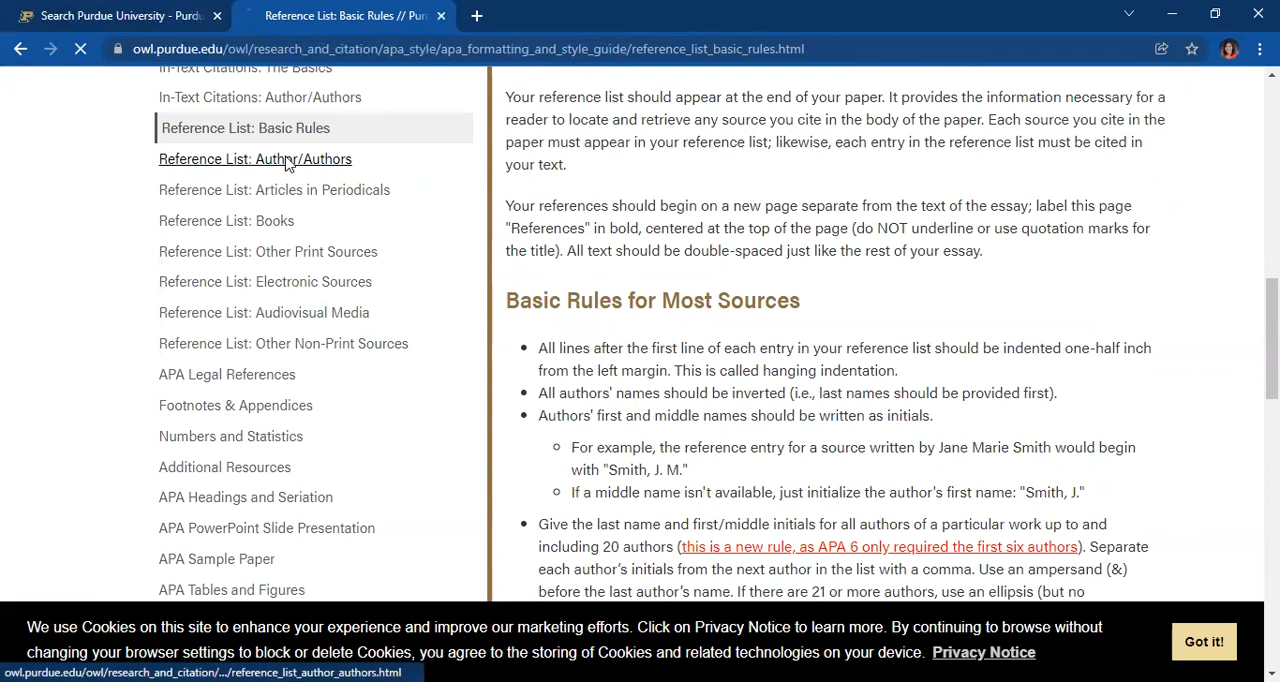 Search Purdue University - Purdu
Reference List: Basic Rules // Pur
owl.purdue.edu/owl/research_and_citation/apa_style/apa_formatting_and_style_guide/reference_list_basic_rules.html
In-Text Citations: The Basics
In-Text Citations: Author/Authors
Reference List: Basic Rules
Reference List: Author/Authors
Reference List: Articles in Periodicals
Reference List: Books
Reference List: Other Print Sources
Reference List: Electronic Sources
Reference List: Audiovisual Media
Reference List: Other Non-Print Sources
APA Legal References
Footnotes & Appendices
Numbers and Statistics
Additional Resources
APA Headings and Seriation
APA PowerPoint Slide Presentation
APA Sample Paper
APA Tables and Figures
Your reference list should appear at the end of your paper. It provides the information necessary for a
reader to locate and retrieve any source you cite in the body of the paper. Each source you cite in the
paper must appear in your reference list; likewise, each entry in the reference list must be cited in
your text.
Your references should begin on a new page separate from the text of the essay; label this page
"References" in bold, centered at the top of the page (do NOT underline or use quotation marks for
the title). All text should be double-spaced just like the rest of your essay.
Basic Rules for Most Sources
• All lines after the first line of each entry in your reference list should be indented one-half inch
from the left margin. This is called hanging indentation.
• All authors' names should be inverted (i.e., last names should be provided first).
• Authors' first and middle names should be written as initials.
○ For example, the reference entry for a source written by Jane Marie Smith would begin
with "Smith, J. M."
○ If a middle name isn't available, just initialize the author's first name: "Smith, J."
• Give the last name and first/middle initials for all authors of a particular work up to and
including 20 authors (this is a new rule, as APA 6 only required the first six authors). Separate
each author’s initials from the next author in the list with a comma. Use an ampersand (&)
before the last author’s name. If there are 21 or more authors, use an ellipsis (but no
We use Cookies on this site to enhance your experience and improve our marketing efforts. Click on Privacy Notice to learn more. By continuing to browse without
changing your browser settings to block or delete Cookies, you agree to the storing of Cookies and related technologies on your device. Privacy Notice
Got it!
owl.purdue.edu/owl/research_and_citation/.../reference_list_author_authors.html